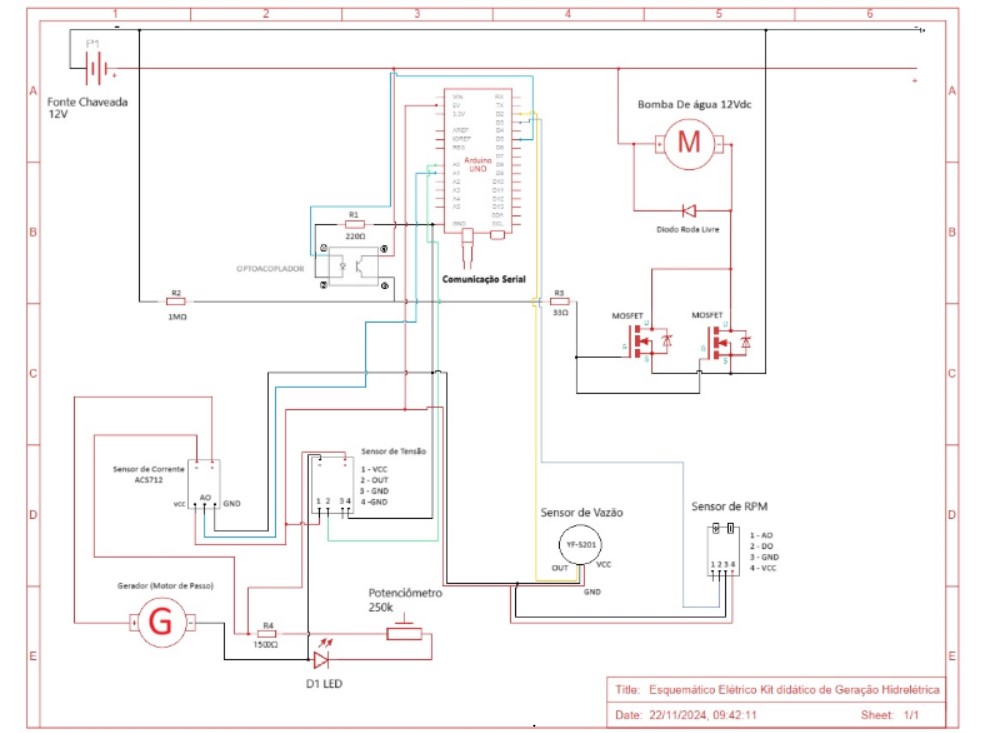 1 2 3 4 5 6
A A
B B
C C
D D
E E
P1
Fonte Chaveada
12V
Bomba De água 12Vdc
M
Diodo Roda Livre
VIN
5V
3.3V
AREF
IOREF
RES
A0
A1
A2
A3
A4
A5
GND
RX
TX
D2
D3
D4
D5
D6
D7
D8
D9
D10
D11
D12
D13
SDA
SCL
Arduino
UNO
Comunicação Serial
R1
220Ω
OPTOACOPLADOR
R2
1MΩ
R3
33Ω
MOSFET
MOSFET
Sensor de Corrente
ACS712
VCC AO GND
Sensor de Tensão
1 - VCC
2 - OUT
3 - GND
4 -GND
1 2 3 4
Sensor de Vazão
YF-S201
OUT VCC
GND
Sensor de RPM
1 - AO
2 - DO
3 - GND
4 - VCC
1 2 3 4
Gerador (Motor de Passo)
G
R4
150Ω
Potenciômetro
250k
D1 LED
Title: Esquemático Elétrico Kit didático de Geração Hidrelétrica
Date: 22/11/2024, 09:42:11 Sheet: 1/1